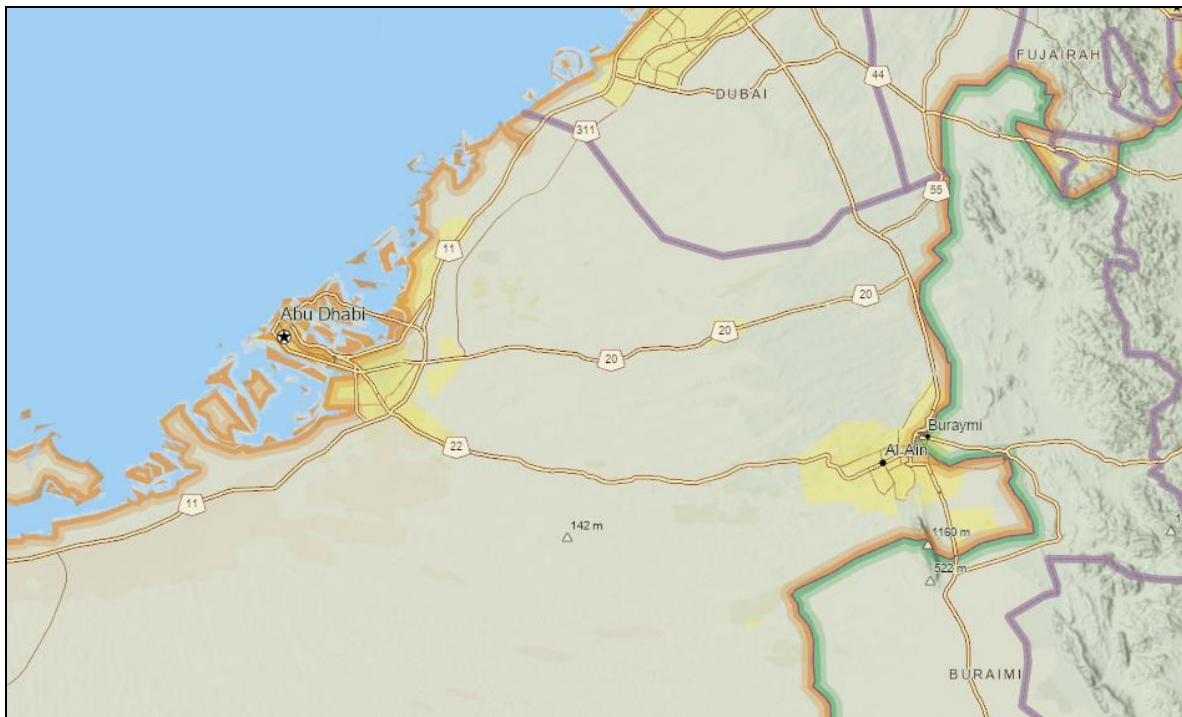 FUJAIRAH
44
DUBAI
311
55
11
20
Abu Dhabi
20
20
Buraymi
22
Al-Ain
11
142 m
1160 m
522 m
BURAIMI